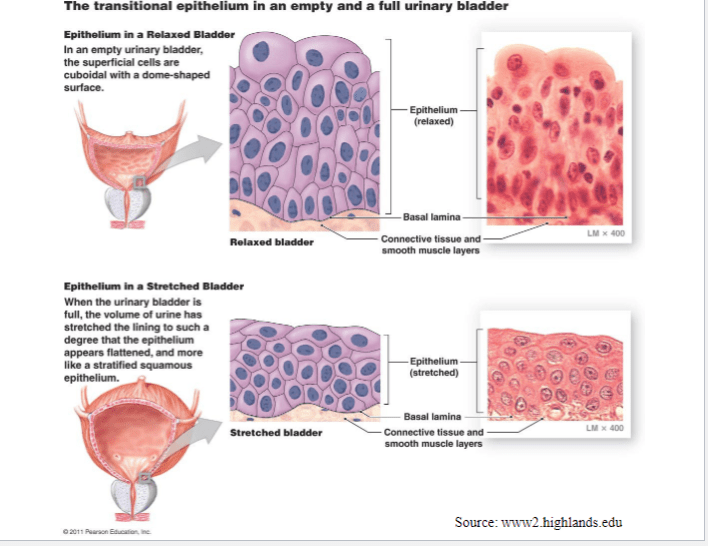 The transitional epithelium in an empty and a full urinary bladder
Epithelium in a Relaxed Bladder
In an empty urinary bladder,
the superficial cells are
cuboidal with a dome-shaped
surface.
Epithelium
(relaxed)
Basal lamina
Relaxed bladder
Connective tissue and
smooth muscle layers
LM × 400
Epithelium in a Stretched Bladder
When the urinary bladder is
full, the volume of urine has
stretched the lining to such a
degree that the epithelium
appears flattened, and more
like a stratified squamous
epithelium.
Epithelium
(stretched)
Basal lamina
Stretched bladder
Connective tissue and
smooth muscle layers
LM × 400
Source: www2.highlands.edu
© 2011 Pearson Education, Inc.